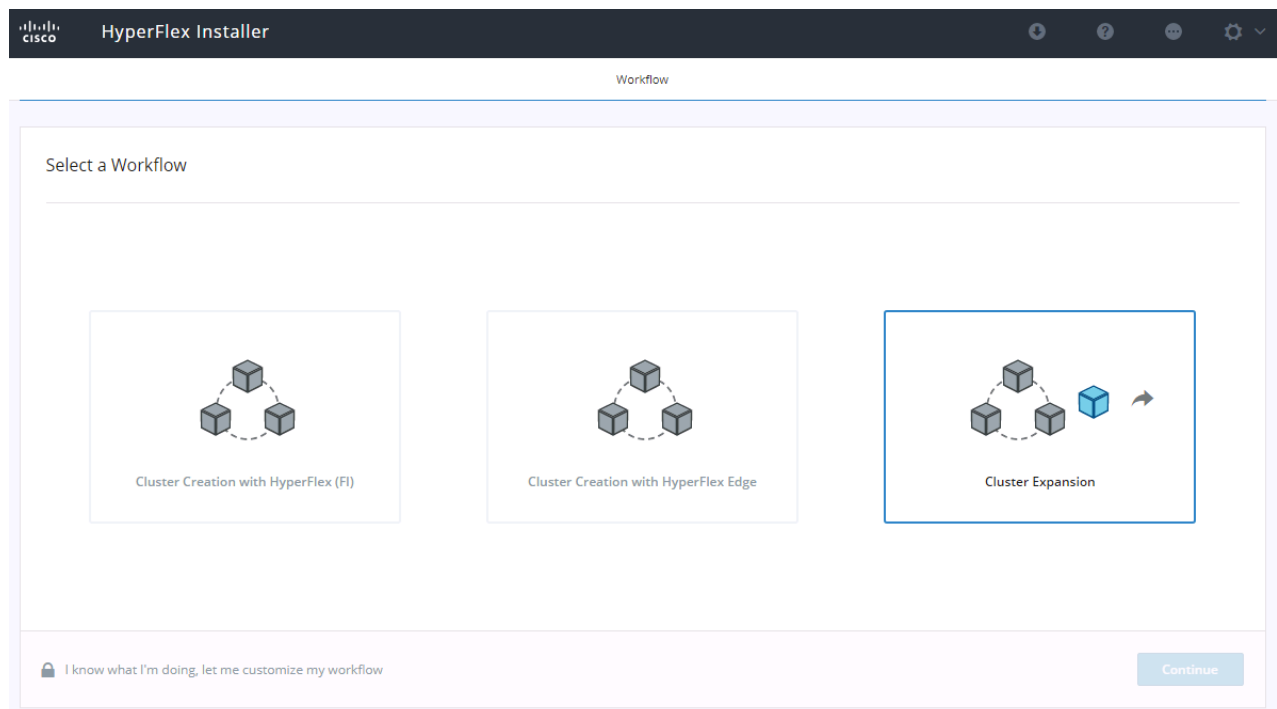 CISCO HyperFlex Installer
Workflow
Select a Workflow
Cluster Creation with HyperFlex (FI)
Cluster Creation with HyperFlex Edge
Cluster Expansion
I know what I'm doing, let me customize my workflow
Continue